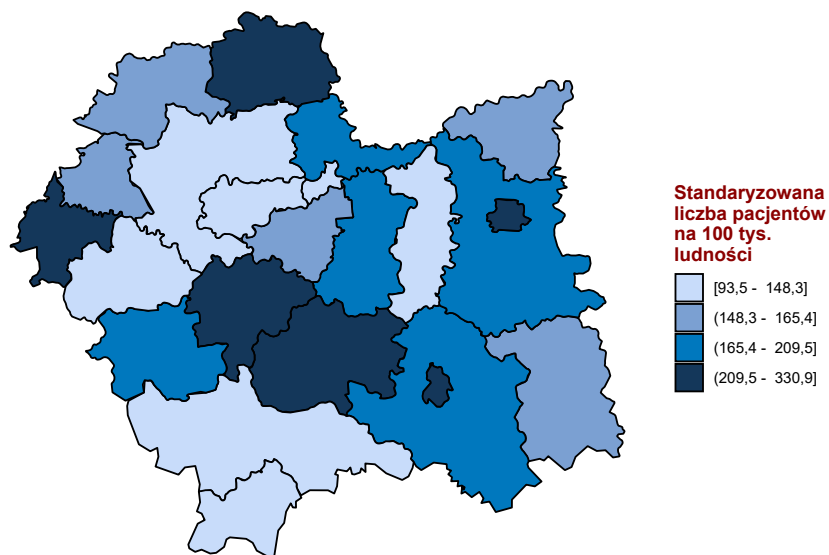 Standaryzowana
liczba pacjentów
na 100 tys.
ludności
[93,5 - 148,3]
(148,3 - 165,4]
(165,4 - 209,5]
(209,5 - 330,9]